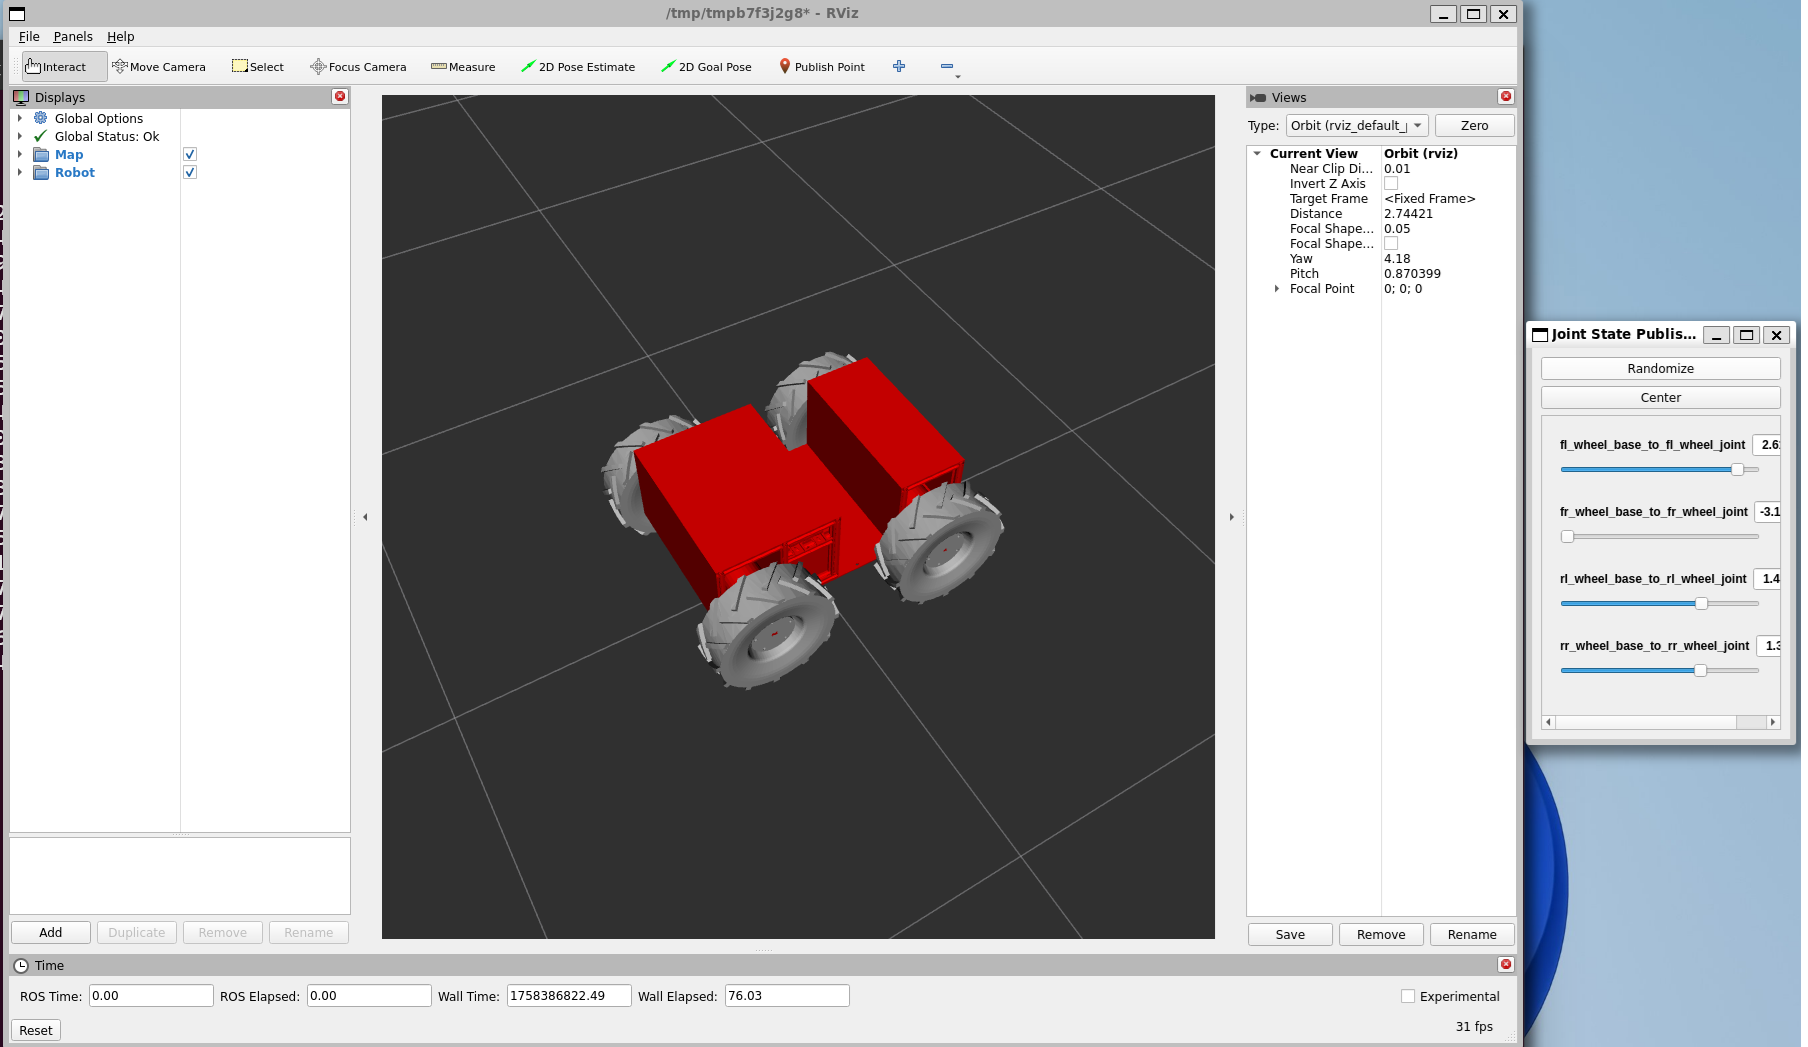 /tmp/tmpb7f3j2g8* - RViz
File Panels Help
Interact Move Camera Select Focus Camera Measure 2D Pose Estimate 2D Goal Pose Publish Point
Displays
Global Options
Global Status: Ok
Map
Robot
Add Duplicate Remove Rename
Views
Type: Orbit (rviz_default_ Zero
Current View Orbit (rviz)
Near Clip Di... 0.01
Invert Z Axis
Target Frame <Fixed Frame>
Distance 2.74421
Focal Shape... 0.05
Focal Shape...
Yaw 4.18
Pitch 0.870399
Focal Point 0; 0; 0
Save Remove Rename
Time
ROS Time: 0.00 ROS Elapsed: 0.00 Wall Time: 1758386822.49 Wall Elapsed: 76.03 Experimental
Reset 31 fps
Joint State Publis...
Randomize
Center
fl_wheel_base_to_fl_wheel_joint 2.6
fr_wheel_base_to_fr_wheel_joint -3.1
rl_wheel_base_to_rl_wheel_joint 1.4
rr_wheel_base_to_rr_wheel_joint 1.3